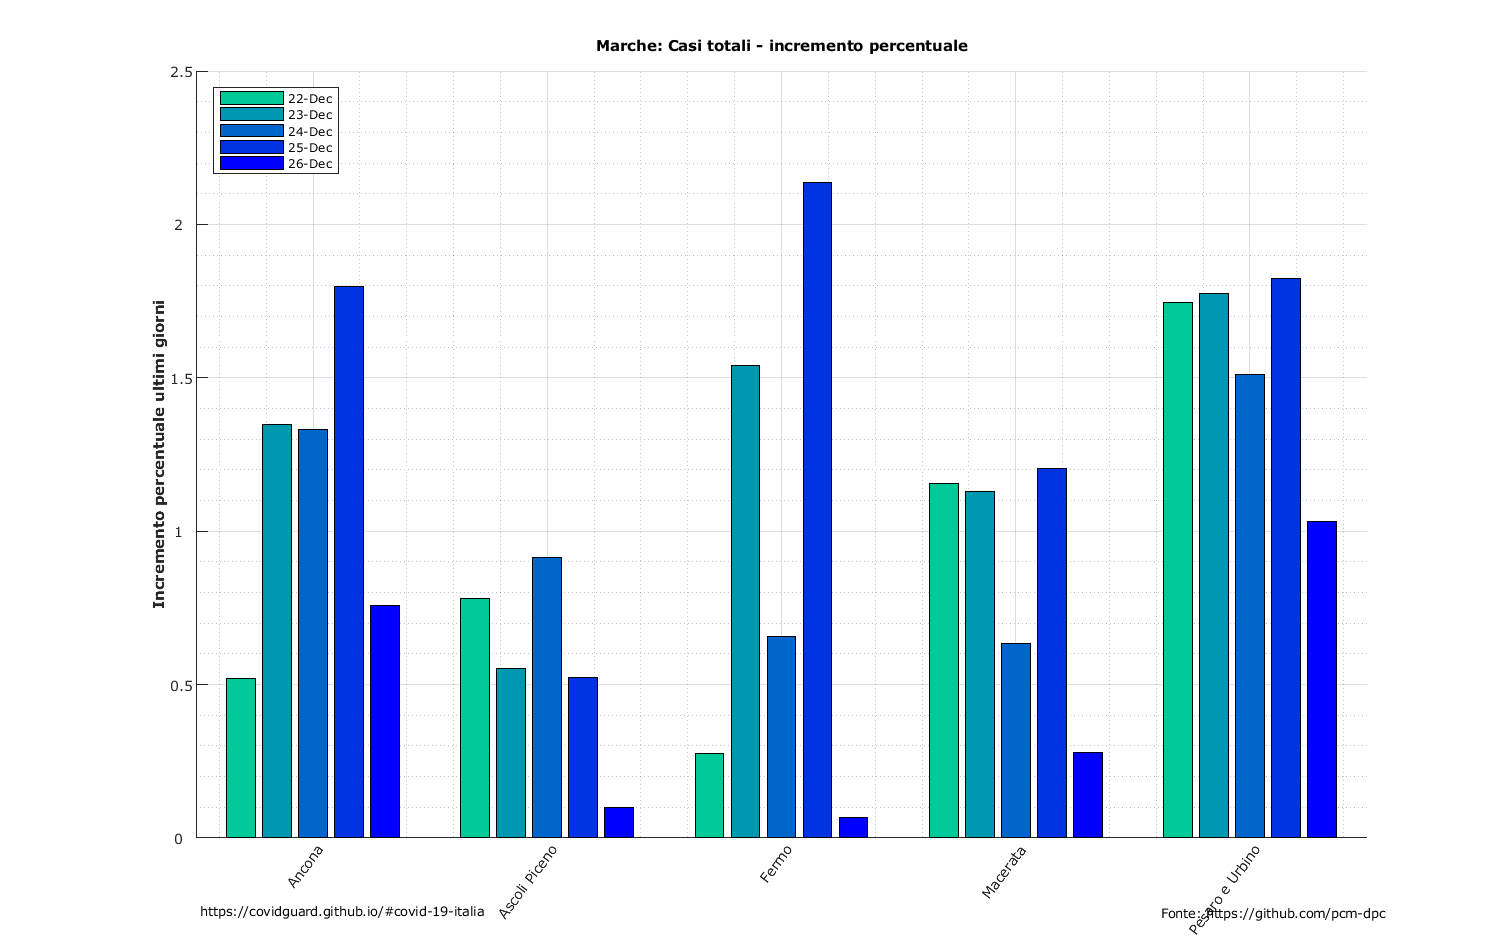 Marche: Casi totali - incremento percentuale
Incremento percentuale ultimi giorni
2.5
2
1.5
1
0.5
0
22-Dec
23-Dec
24-Dec
25-Dec
26-Dec
Ancona
Ascoli Piceno
Fermo
Macerata
Pesaro e Urbino
https://covidguard.github.io/#covid-19-italia
Fonte: https://github.com/pcm-dpc